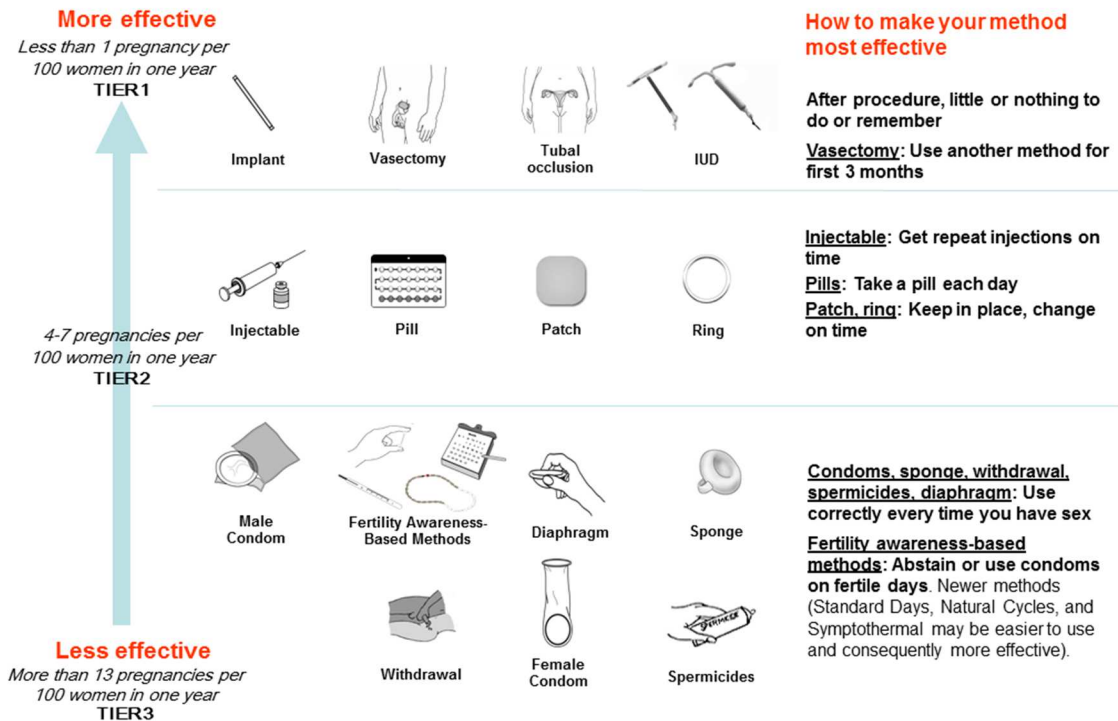 More effective
Less than 1 pregnancy per
100 women in one year
TIER1
Implant
Vasectomy
Tubal
occlusion
IUD
How to make your method
most effective
After procedure, little or nothing to
do or remember
Vasectomy: Use another method for
first 3 months
4-7 pregnancies per
100 women in one year
TIER2
Injectable
Pill
Patch
Ring
Injectable: Get repeat injections on
time
Pills: Take a pill each day
Patch, ring: Keep in place, change
on time
Male
Condom
Fertility Awareness-
Based Methods
Diaphragm
Sponge
Withdrawal
Female
Condom
SPERMICIDE
Spermicides
Condoms, sponge, withdrawal,
spermicides, diaphragm: Use
correctly every time you have sex
Fertility awareness-based
methods: Abstain or use condoms
on fertile days. Newer methods
(Standard Days, Natural Cycles, and
Symptothermal may be easier to use
and consequently more effective).
Less effective
More than 13 pregnancies per
100 women in one year
TIER3